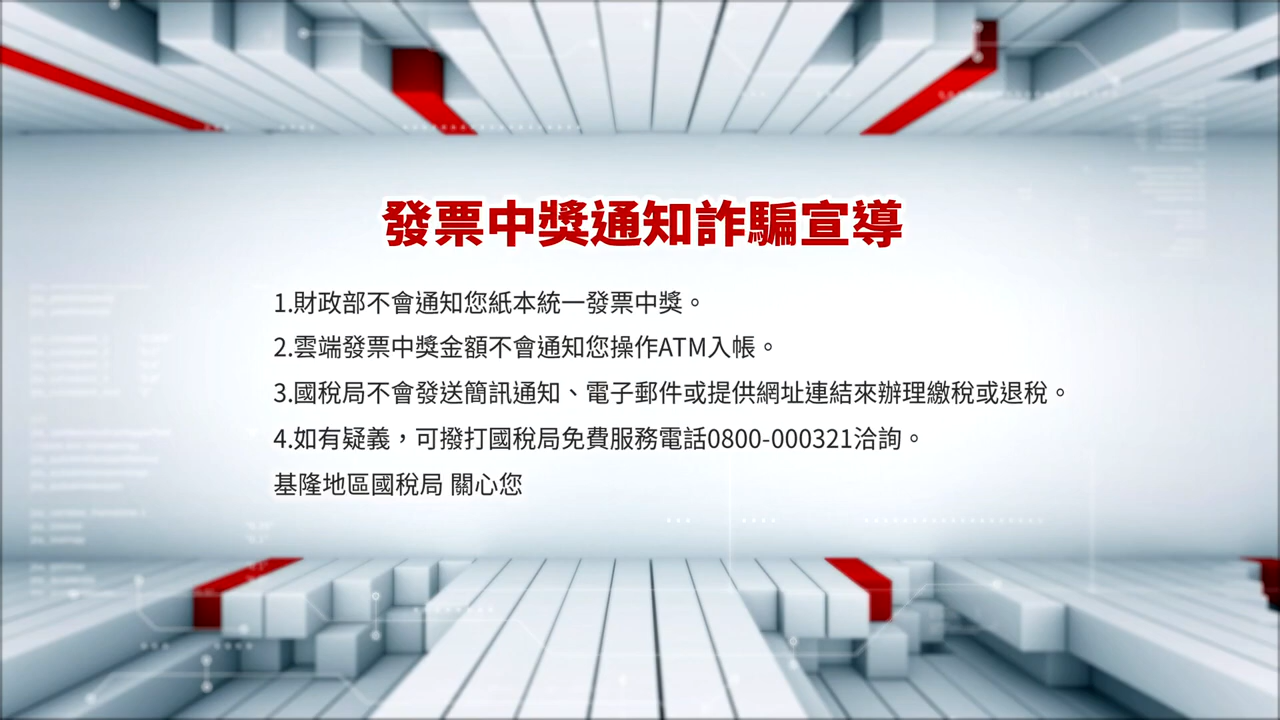 發票中獎通知詐騙宣導
1.財政部不會通知您紙本統一發票中獎。
2.雲端發票中獎金額不會通知您操作ATM入帳。
3.國稅局不會發送簡訊通知、電子郵件或提供網址連結來辦理繳稅或退稅。
4.如有疑義，可撥打國稅局免費服務電話0800-000321洽詢。
基隆地區國稅局 關心您